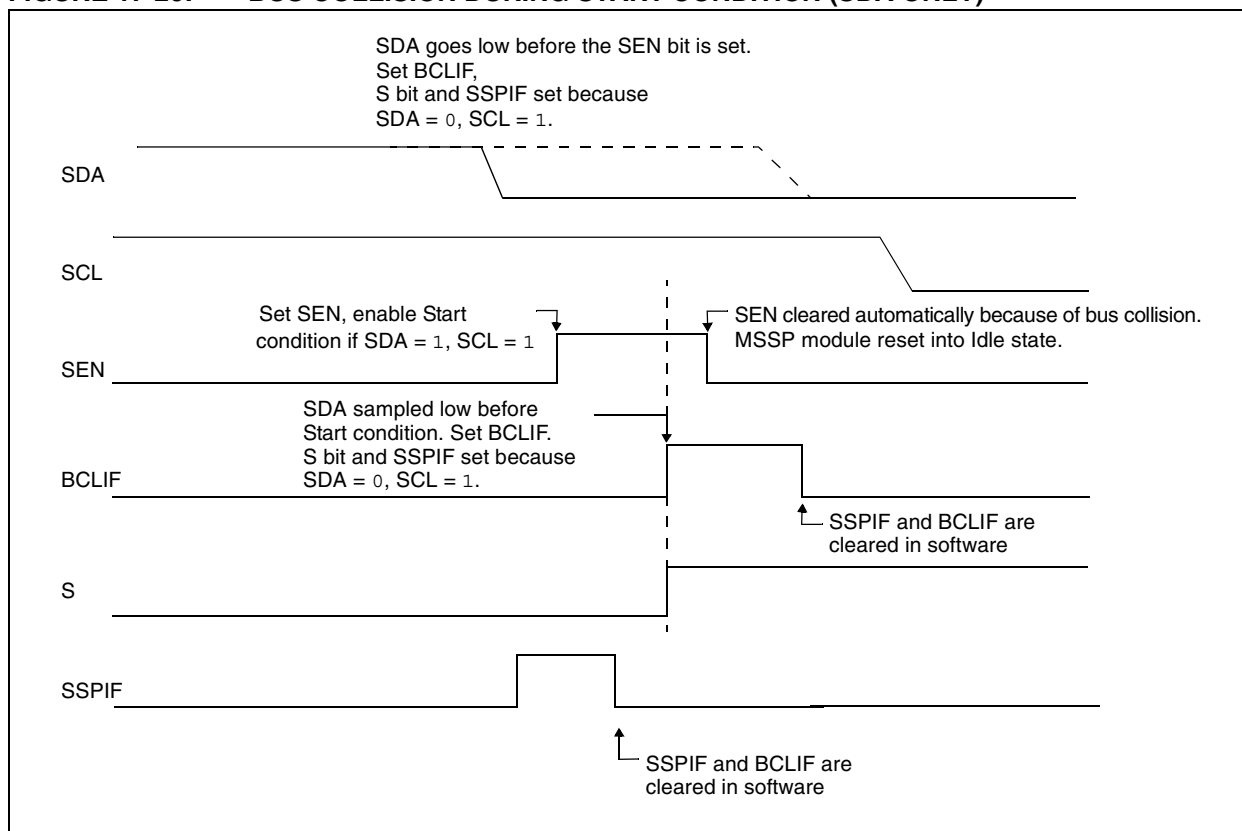 SDA goes low before the SEN bit is set.
Set BCLIF,
S bit and SSPIF set because
SDA = 0, SCL = 1.
SDA
SCL
Set SEN, enable Start
condition if SDA = 1, SCL = 1
SEN cleared automatically because of bus collision.
MSSP module reset into Idle state.
SEN
SDA sampled low before
Start condition. Set BCLIF.
S bit and SSPIF set because
SDA = 0, SCL = 1.
BCLIF
SSPIF and BCLIF are
cleared in software
S
SSPIF
SSPIF and BCLIF are
cleared in software